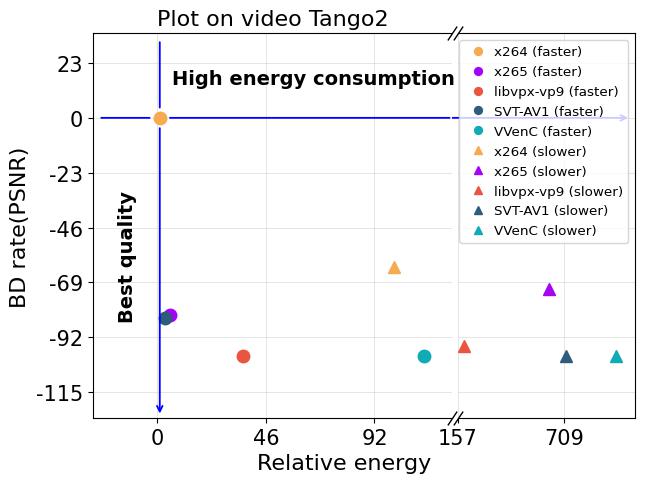 Plot on video Tango2
High energy consumption
Best quality
BD rate(PSNR)
23
0
-23
-46
-69
-92
-115
x264 (faster)
x265 (faster)
libvpx-vp9 (faster)
SVT-AV1 (faster)
VVenC (faster)
x264 (slower)
x265 (slower)
libvpx-vp9 (slower)
SVT-AV1 (slower)
VVenC (slower)
0 46 92 157 709
Relative energy